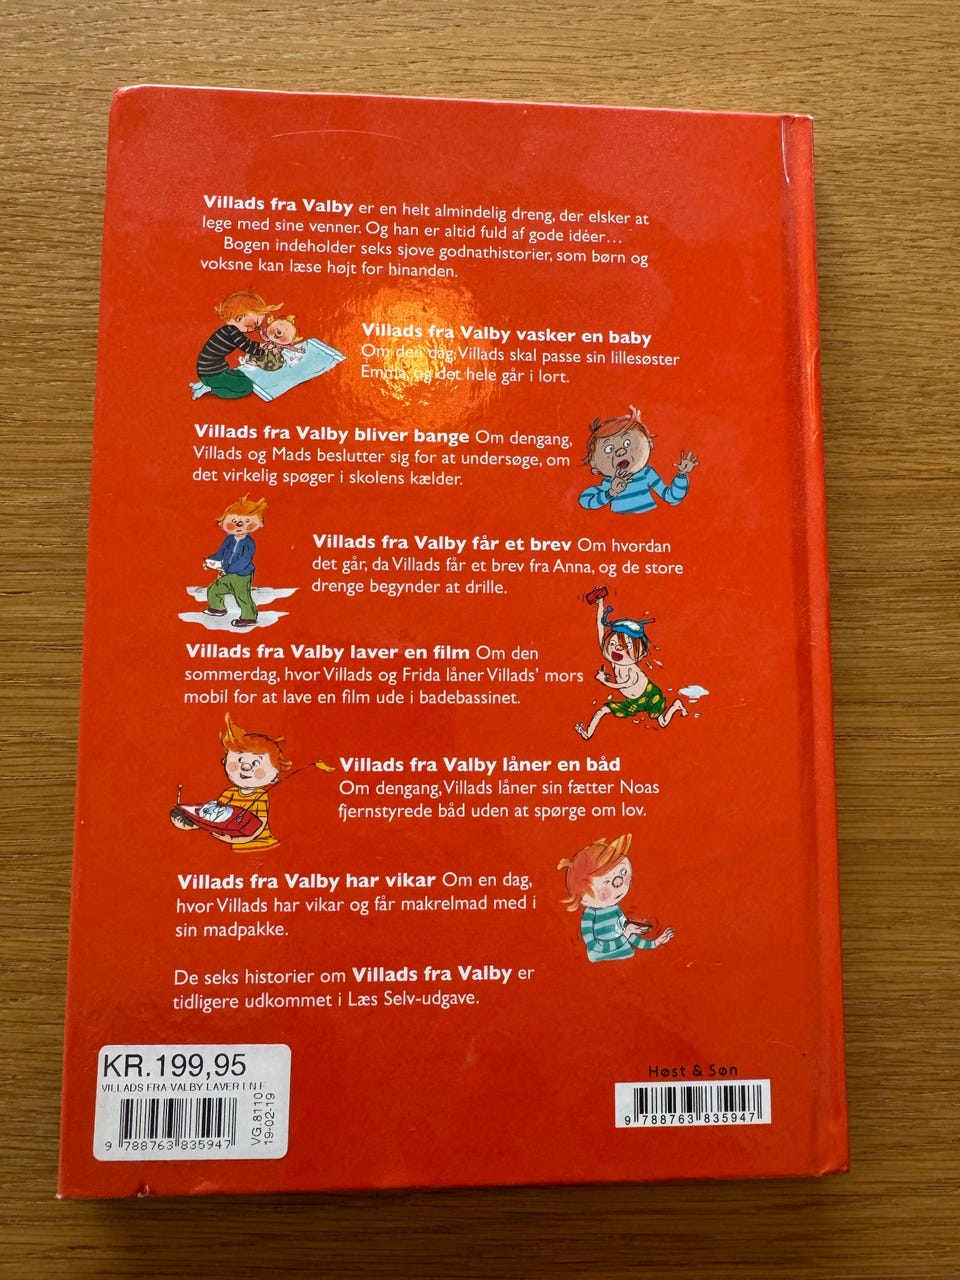 Villads fra Valby er en helt almindelig dreng, der elsker at
lege med sine venner. Og han er altid fuld af gode idéer…
Bogen indeholder seks sjove godnathistorier, som børn og
voksne kan læse højt for hinanden.
Villads fra Valby vasker en baby
Om den dag, Villads skal passe sin lillesøster
Emma, og det hele går i lort.
Villads fra Valby bliver bange Om dengang,
Villads og Mads beslutter sig for at undersøge, om
det virkelig spøger i skolens kælder.
Villads fra Valby får et brev Om hvordan
det går, da Villads får et brev fra Anna, og de store
drenge begynder at drille.
Villads fra Valby laver en film Om den
sommerdag, hvor Villads og Frida låner Villads’ mors
mobil for at lave en film ude i badebassinet.
Villads fra Valby låner en båd
Om dengang, Villads låner sin fætter Noas
fjernstyrede båd uden at spørge om lov.
Villads fra Valby har vikar Om en dag,
hvor Villads har vikar og får makrelmad med i
sin madpakke.
De seks historier om Villads fra Valby er
tidligere udkommet i Læs Selv-udgave.
KR.199,95
VILLADS FRA VALBY LAVER
VG.8110
19-02-19
9 788763 835947
Høst & Søn
9 788763 835947